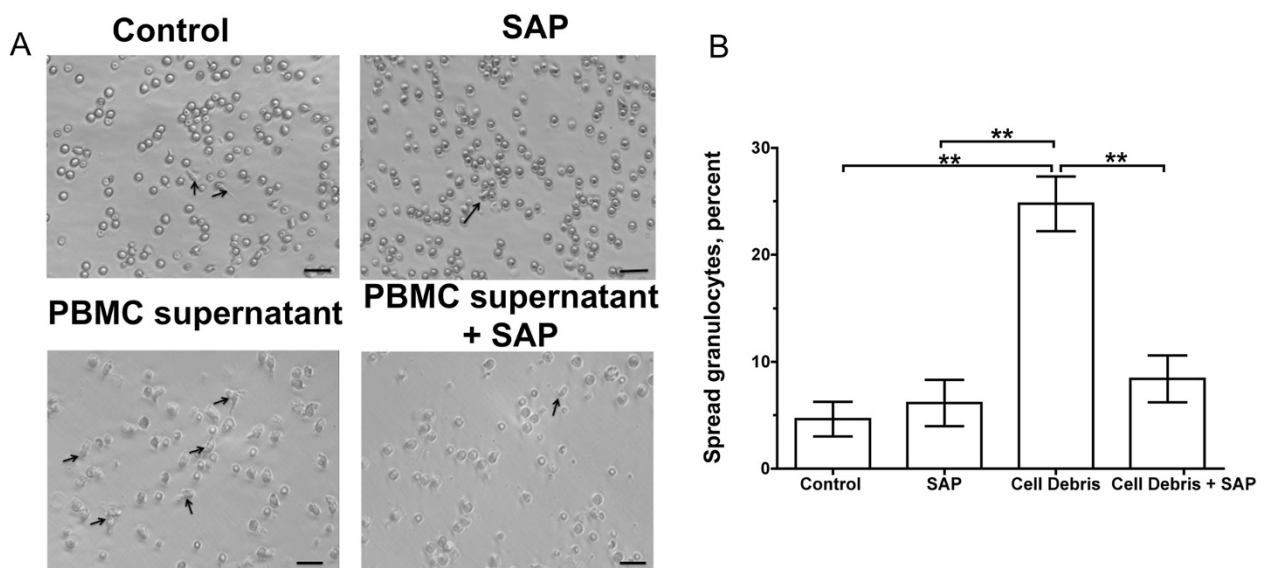 A
Control
SAP
PBMC supernatant
PBMC supernatant
+ SAP
B
Spread granulocytes, percent
30
20
10
0
**
**
**
Control
SAP
Cell Debris
Cell Debris + SAP